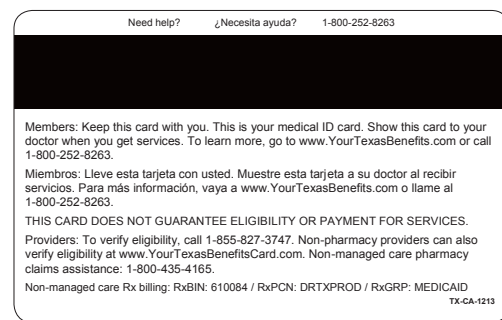 Need help? ¿Necesita ayuda? 1-800-252-8263
Members: Keep this card with you. This is your medical ID card. Show this card to your
doctor when you get services. To learn more, go to www.YourTexasBenefits.com or call
1-800-252-8263.
Miembros: Lleve esta tarjeta con usted. Muestre esta tarjeta a su doctor al recibir
servicios. Para más información, vaya a www.YourTexasBenefits.com o llame al
1-800-252-8263.
THIS CARD DOES NOT GUARANTEE ELIGIBILITY OR PAYMENT FOR SERVICES.
Providers: To verify eligibility, call 1-855-827-3747. Non-pharmacy providers can also
verify eligibility at www.YourTexasBenefitsCard.com. Non-managed care pharmacy
claims assistance: 1-800-435-4165.
Non-managed care Rx billing: RxBIN: 610084 / RxPCN: DRTXPROD / RxGRP: MEDICAID
TX-CA-1213